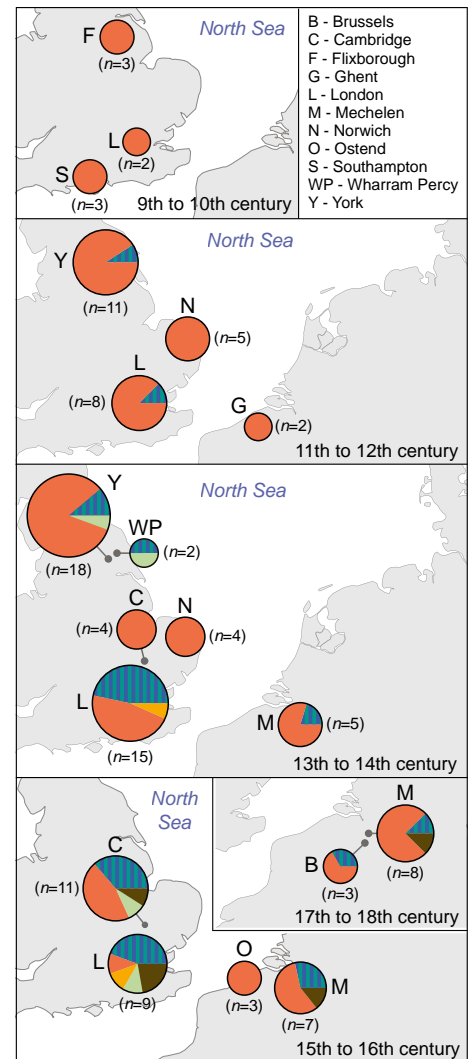 North Sea
F
(n=3)
L
(n=2)
S
(n=3)
9th to 10th century
B - Brussels
C - Cambridge
F - Flixborough
G - Ghent
L - London
M - Mechelen
N - Norwich
O - Ostend
S - Southampton
WP - Wharram Percy
Y - York
North Sea
Y
(n=11)
N
(n=5)
L
(n=8)
G
(n=2)
11th to 12th century
North Sea
Y
(n=18)
WP
(n=2)
C
(n=4)
N
(n=4)
L
(n=15)
M
(n=5)
13th to 14th century
North
Sea
C
(n=11)
L
(n=9)
M
(n=8)
B
(n=3)
17th to 18th century
O
(n=3)
M
(n=7)
15th to 16th century